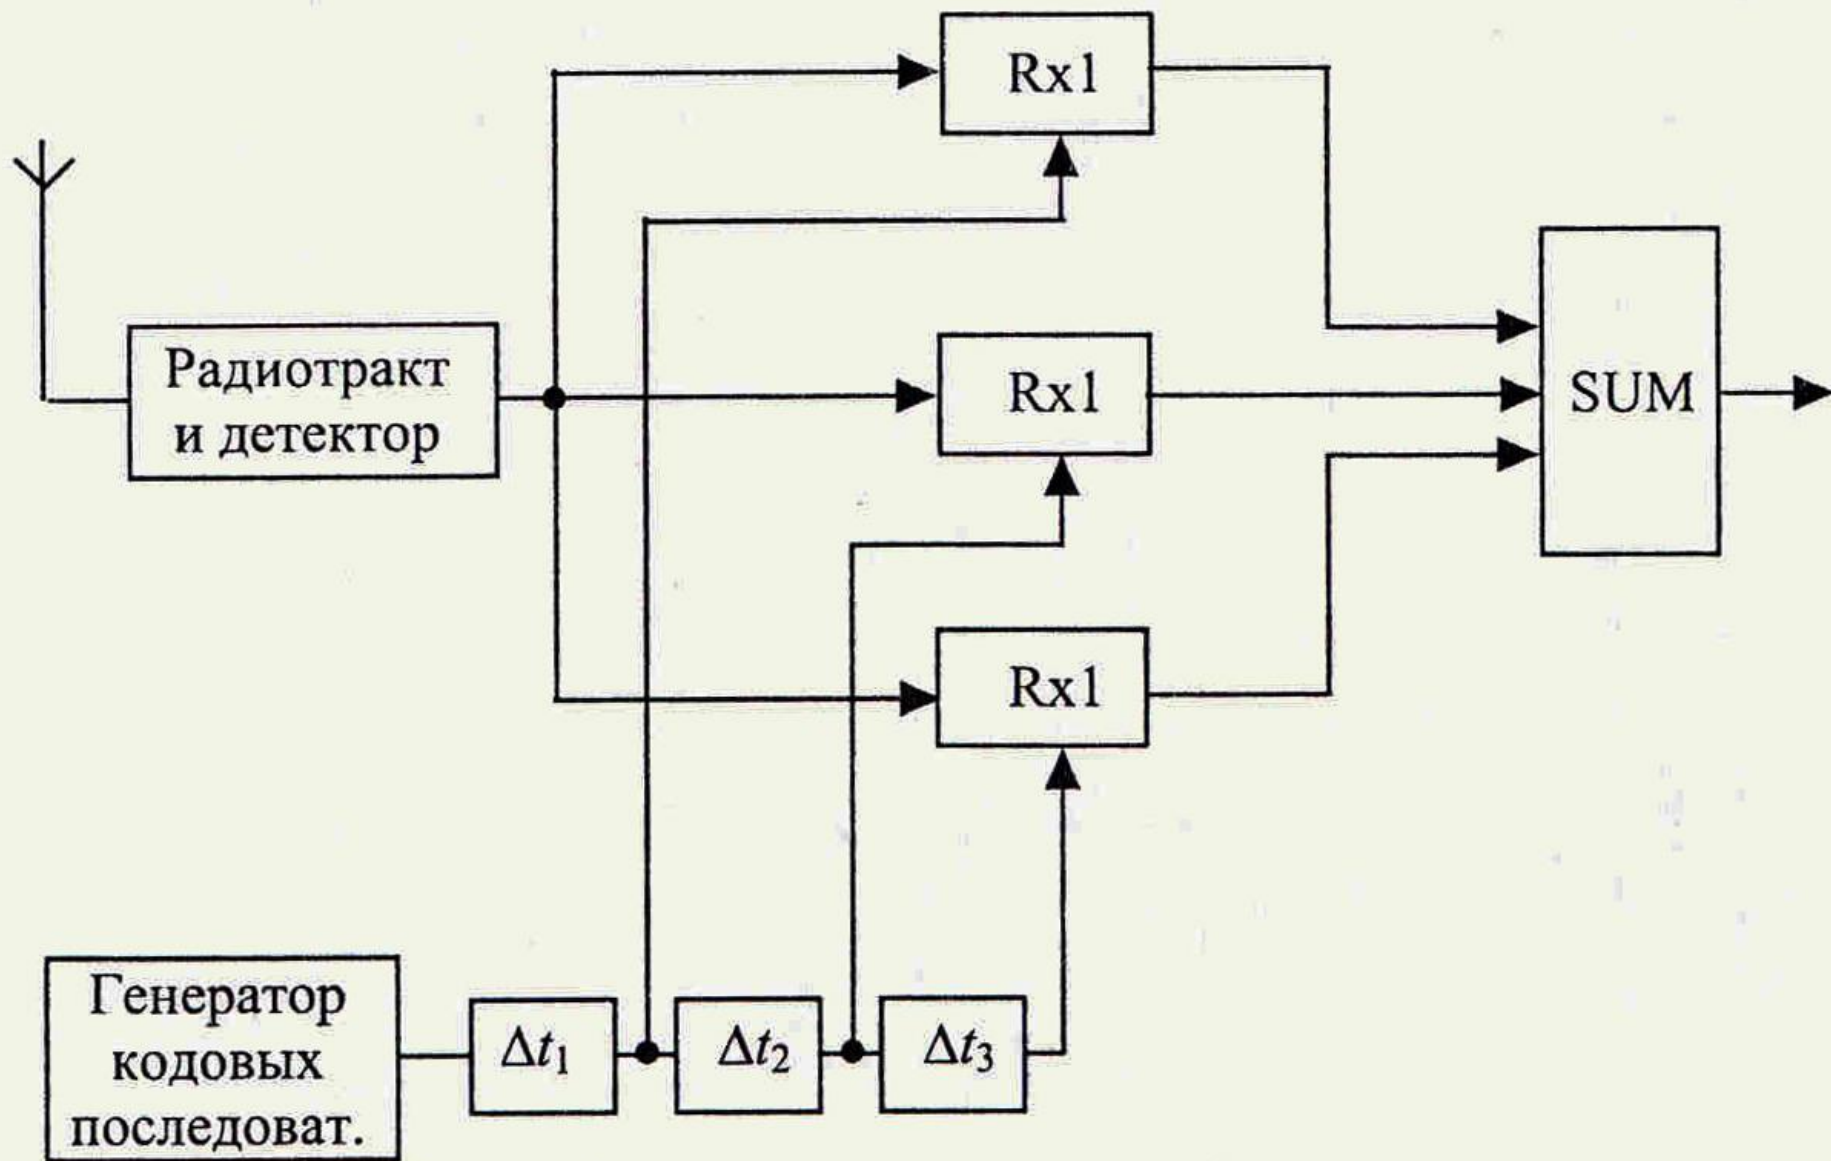 Rx1
Радиотракт
и детектор
Rx1
SUM
Rx1
Генератор
кодовых
последоват.
Δt₁
Δt₂
Δt₃